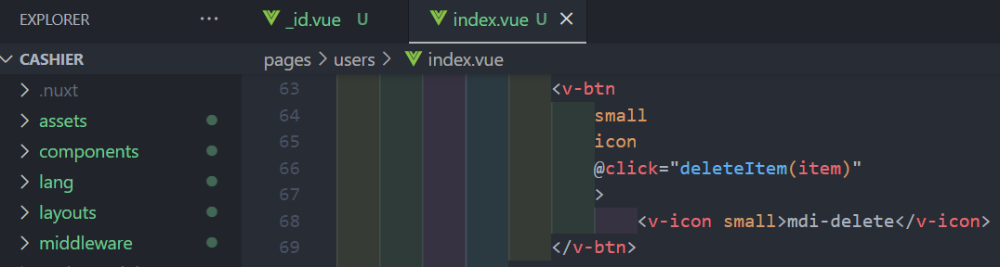 EXPLORER ...
_id.vue U
index.vue U
CASHIER
pages > users > index.vue
.nuxt
assets
components
lang
layouts
middleware
63 <v-btn
64 small
65 icon
66 @click="deleteItem(item)"
67 >
68 <v-icon small>mdi-delete</v-icon>
69 </v-btn>